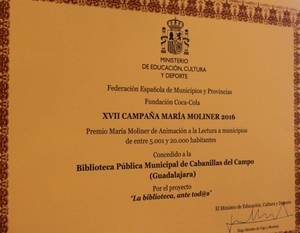 MINISTERIO
DE EDUCACIÓN, CULTURA
Y DEPORTE
Federación Española de Municipios y Provincias
Fundación Coca-Cola
XVII CAMPAÑA MARÍA MOLINER 2016
Premio María Moliner de Animación a la Lectura a municipios
de entre 5.001 y 20.000 habitantes
Concedido a la
Biblioteca Pública Municipal de Cabanillas del Campo
(Guadalajara)
Por el proyecto
"La biblioteca, ante tod@s"
El Ministro de Educación, Cultura y Deporte